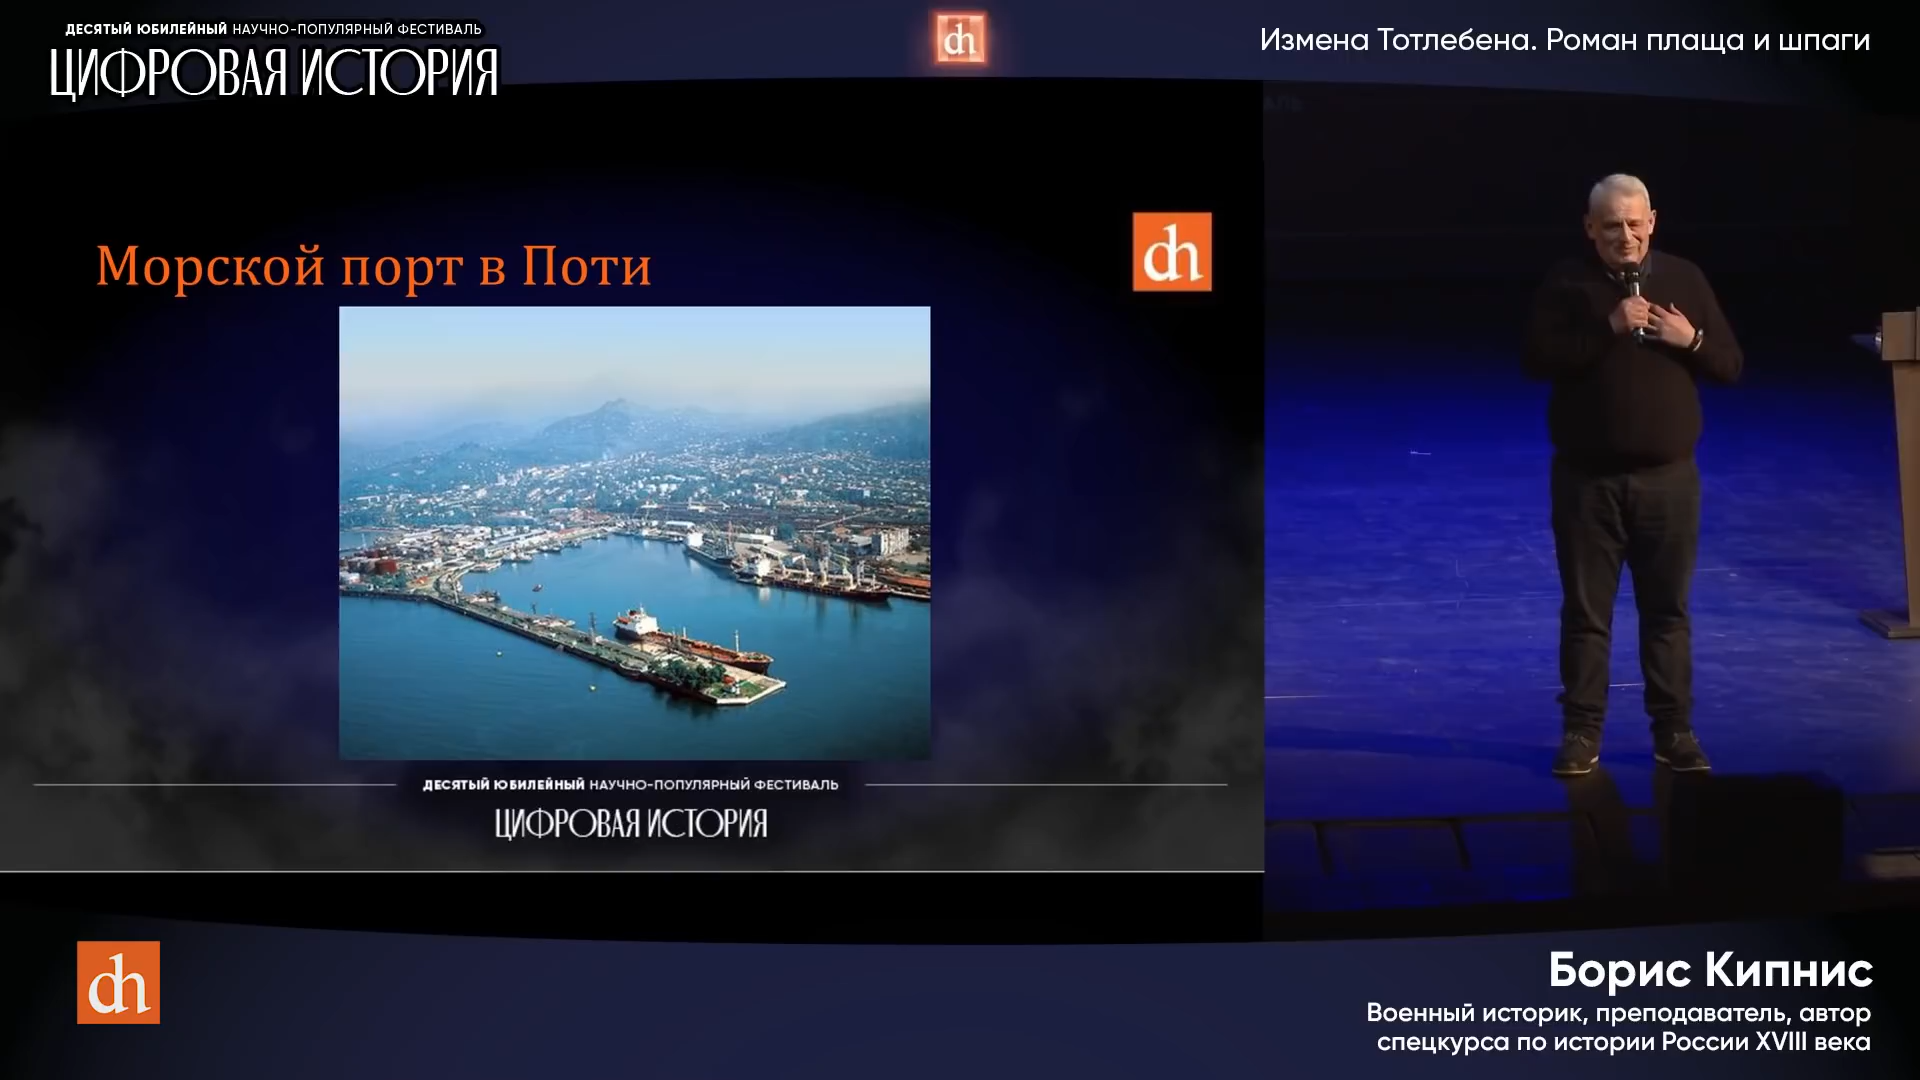 ДЕСЯТЫЙ ЮБИЛЕЙНЫЙ НАУЧНО-ПОПУЛЯРНЫЙ ФЕСТИВАЛЬ
ЦИФРОВАЯ ИСТОРИЯ
dh
Измена Тотлебена. Роман плаща и шпаги
Морской порт в Поти
dh
ДЕСЯТЫЙ ЮБИЛЕЙНЫЙ НАУЧНО-ПОПУЛЯРНЫЙ ФЕСТИВАЛЬ
ЦИФРОВАЯ ИСТОРИЯ
dh
Борис Кипнис
Военный историк, преподаватель, автор
спецкурса по истории России XVIII века